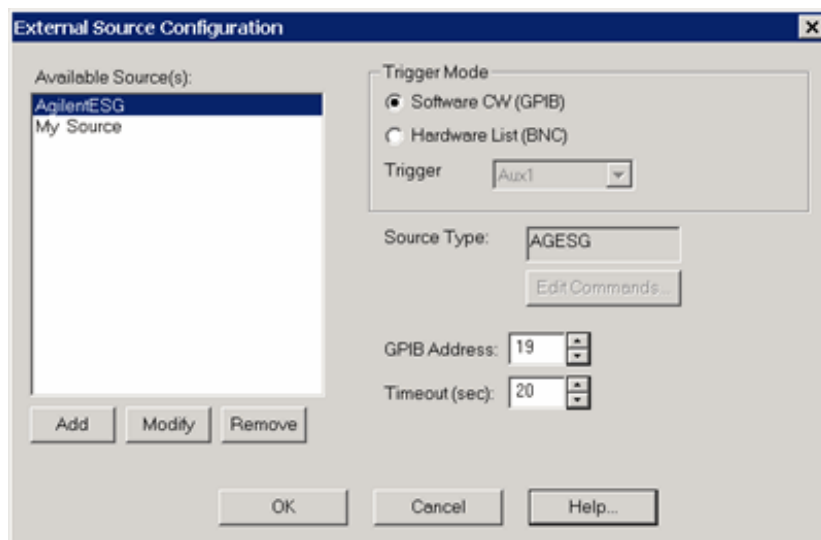 External Source Configuration
Available Source(s):
AgilentESG
My Source
Add
Modify
Remove
Trigger Mode
Software CW (GPIB)
Hardware List (BNC)
Trigger
Aux1
Source Type:
AGESG
Edit Commands...
GPIB Address:
19
Timeout (sec):
20
OK
Cancel
Help...